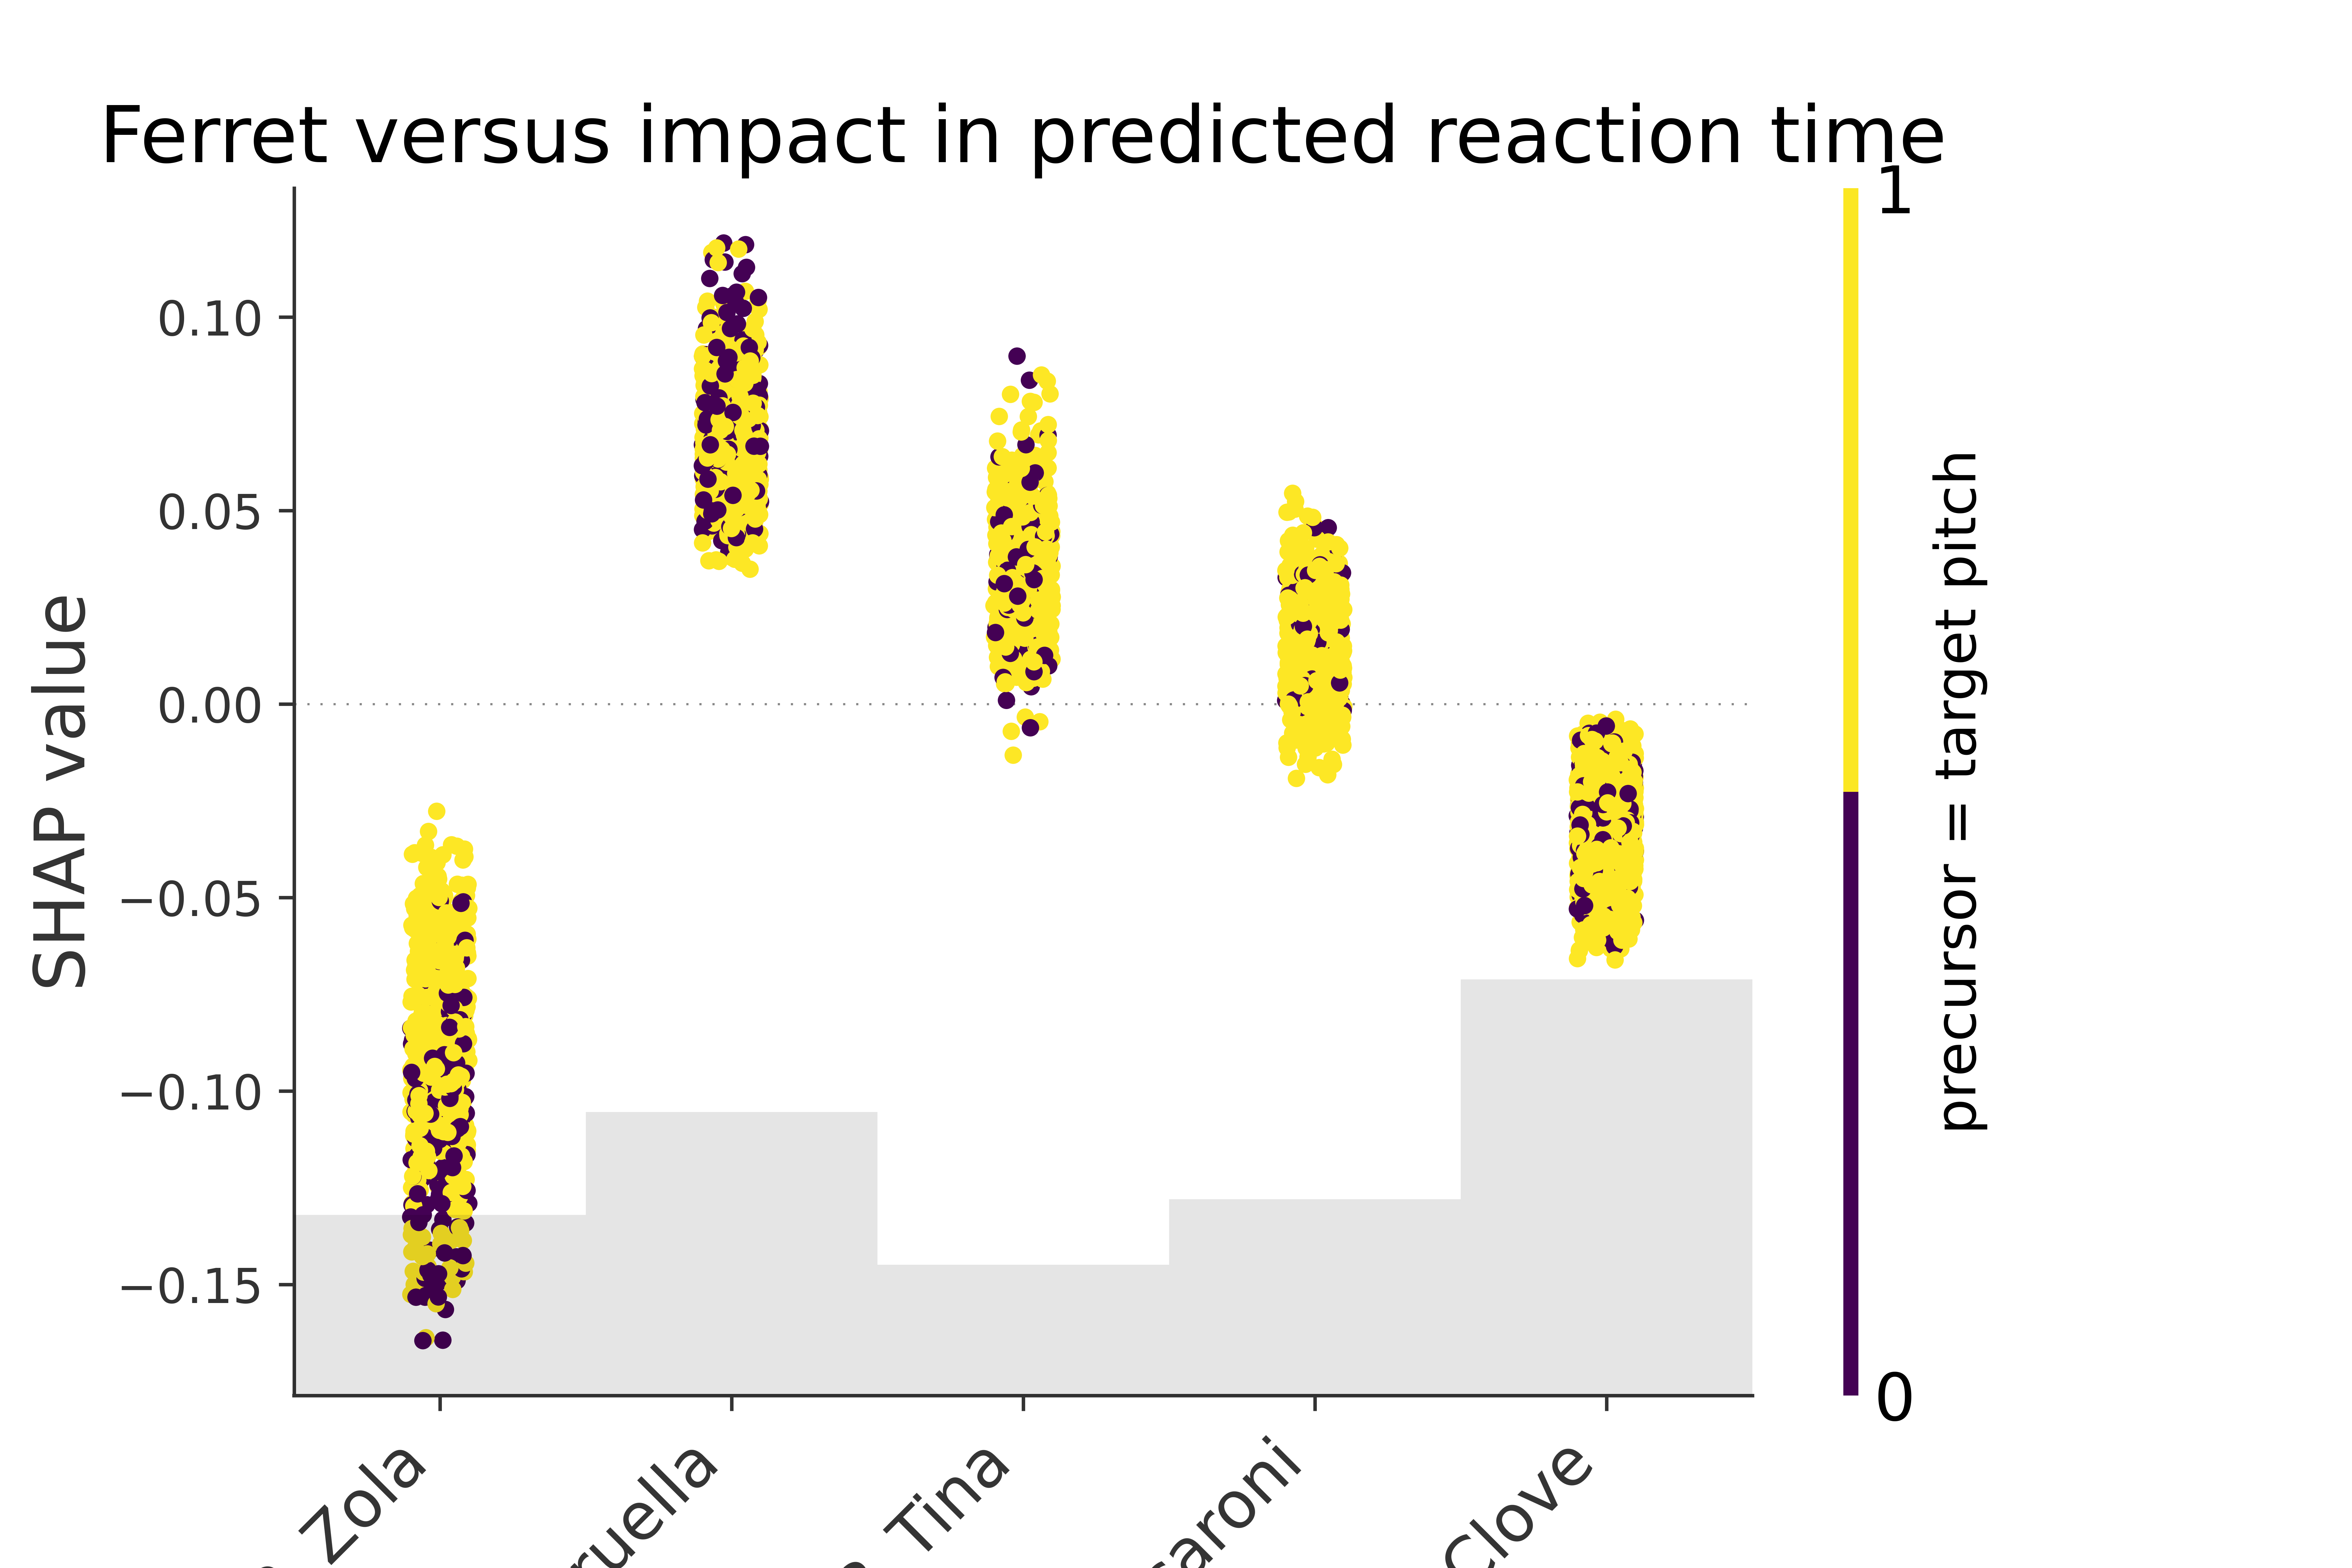 Ferret versus impact in predicted reaction time
1
0.10
0.05
0.00
−0.05
−0.10
−0.15
SHAP value
precursor = target pitch
0
Zola
Tina
Clove